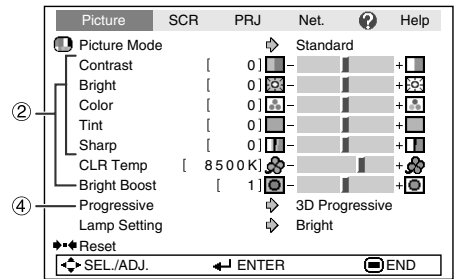 Picture SCR PRJ Net. ? Help
Picture Mode Standard
Contrast [ 0] - +
② Bright [ 0] - +
Color [ 0] - +
Tint [ 0] - +
Sharp [ 0] - +
CLR Temp [ 8500K] - +
Bright Boost [ 1] - +
④ Progressive 3D Progressive
Lamp Setting Bright
Reset
SEL./ADJ. ENTER END